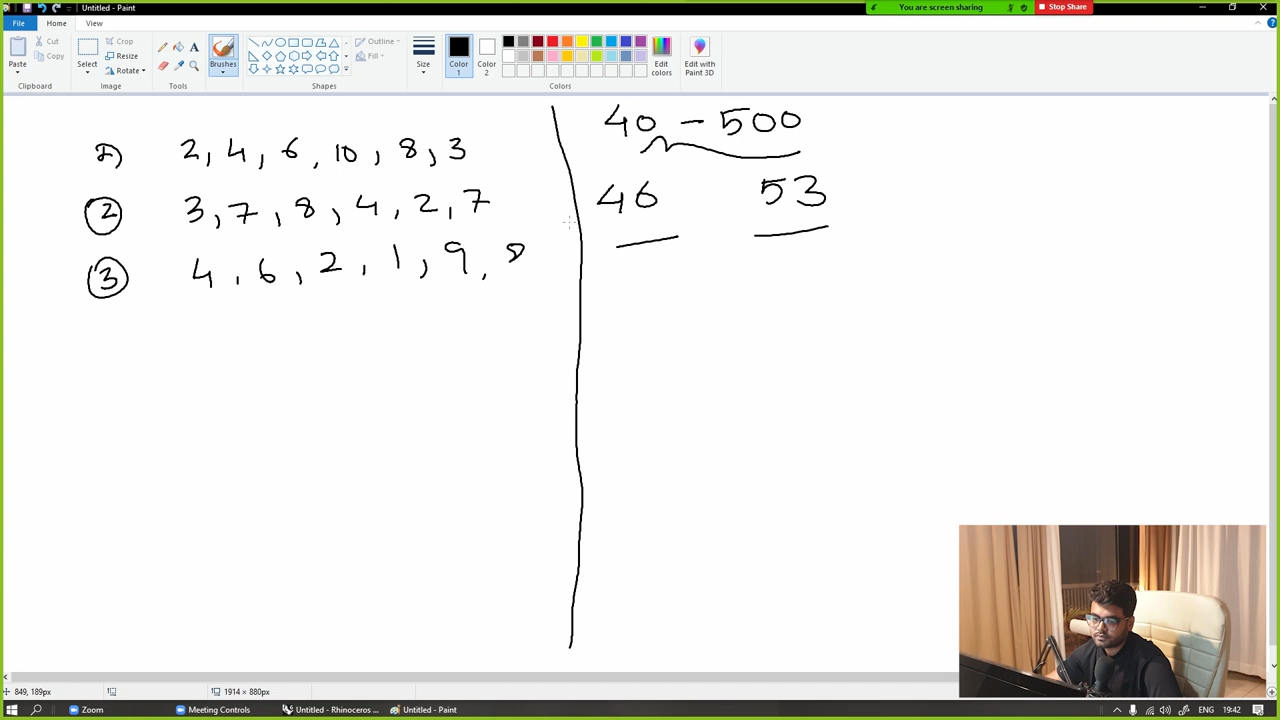 Untitled - Paint
You are screen sharing
Stop Share
File
Home
View
Paste
Cut
Copy
Clipboard
Select
Crop
Resize
Rotate
Image
Tools
Brushes
Outline
Fill
Shapes
Size
Color 1
Color 2
Edit colors
Colors
Edit with Paint 3D
2, 4, 6, 10, 8, 3
2 3, 7, 8, 4, 2, 7
3 4, 6, 2, 1, 9, 8
40 - 500
46 53
849, 189px
1914 × 880px
Zoom
Meeting Controls
Untitled - Rhinoceros ...
Untitled - Paint
ENG
19:42